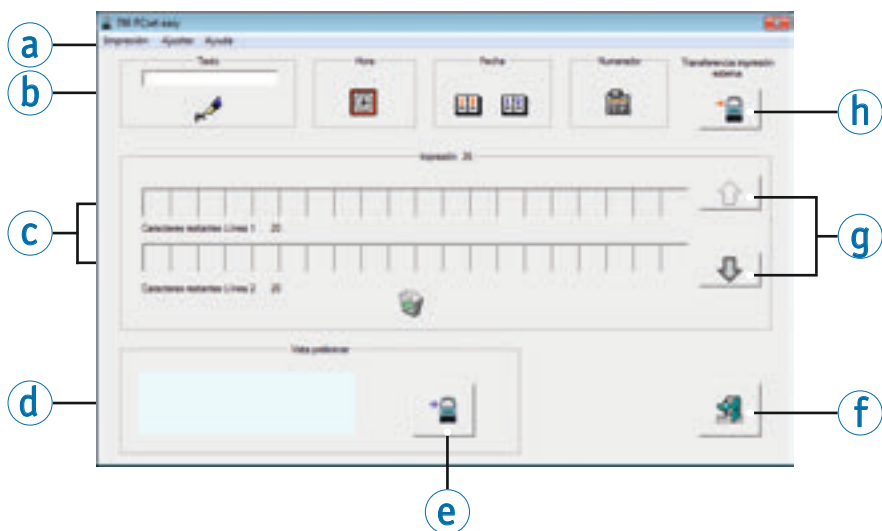 790 PCset easy
Impresión Ajustes Ayuda
a
Texto
Hora
Fecha
Numerador
Transferencia impresión
externa
b
h
Impresión 20
Caracteres restantes Línea 1 20
c
g
Caracteres restantes Línea 2 20
Vista preliminar
d
f
e